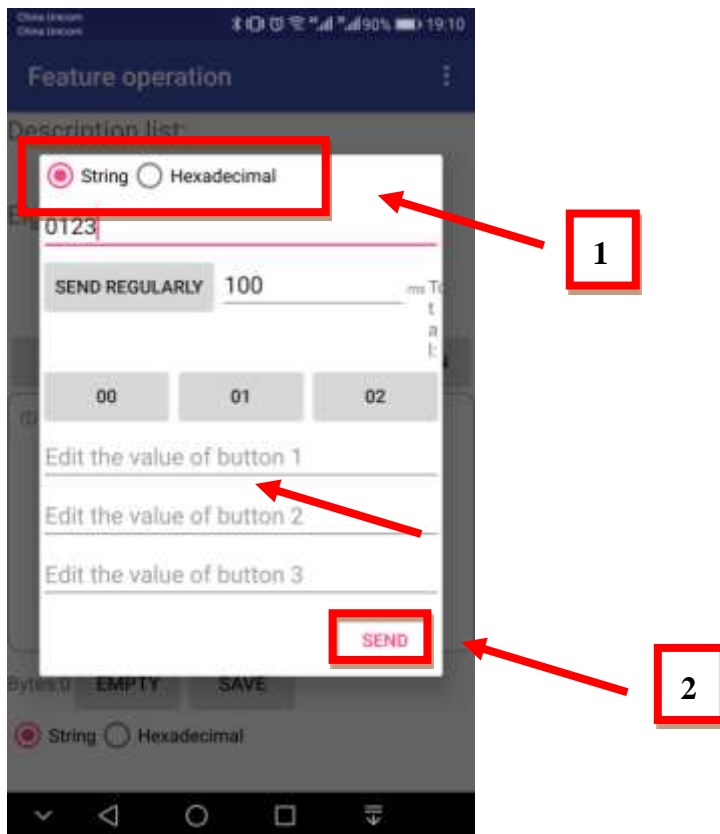 China Unicom
China Unicom
90% 19:10
Feature operation
Description list:
String Hexadecimal
0123
1
SEND REGULARLY 100 ms Total:
00 01 02
Edit the value of button 1
Edit the value of button 2
Edit the value of button 3
SEND
2
Bytes:0 EMPTY SAVE
String Hexadecimal